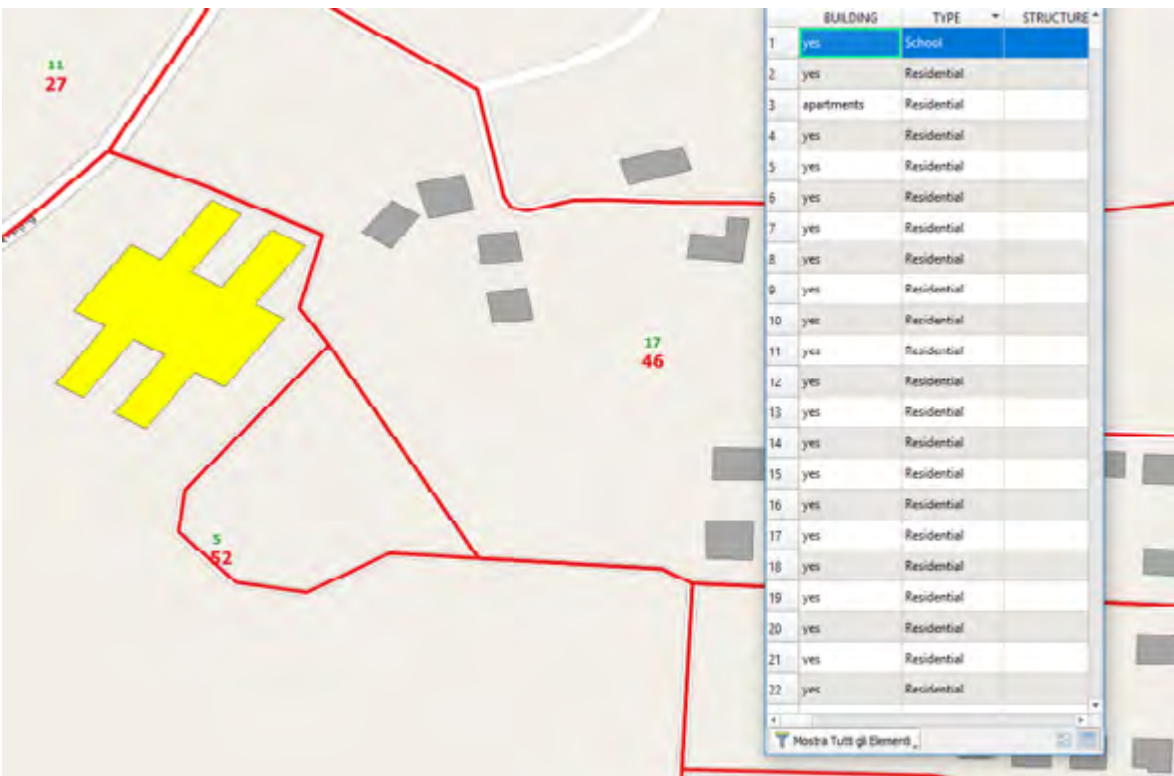 11
27
17
46
5
52
BUILDING TYPE STRUCTURE
1 yes School
2 yes Residential
3 apartments Residential
4 yes Residential
5 yes Residential
6 yes Residential
7 yes Residential
8 yes Residential
9 yes Residential
10 yes Residential
11 yes Residential
12 yes Residential
13 yes Residential
14 yes Residential
15 yes Residential
16 yes Residential
17 yes Residential
18 yes Residential
19 yes Residential
20 yes Residential
21 yes Residential
22 yes Residential
Mostra Tutti gli Elementi